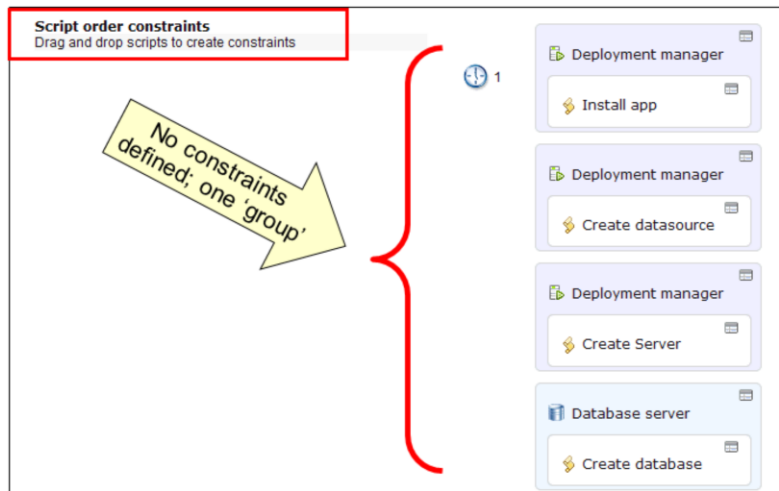 Script order constraints
Drag and drop scripts to create constraints
No constraints
defined; one ‘group’
1
Deployment manager
Install app
Deployment manager
Create datasource
Deployment manager
Create Server
Database server
Create database